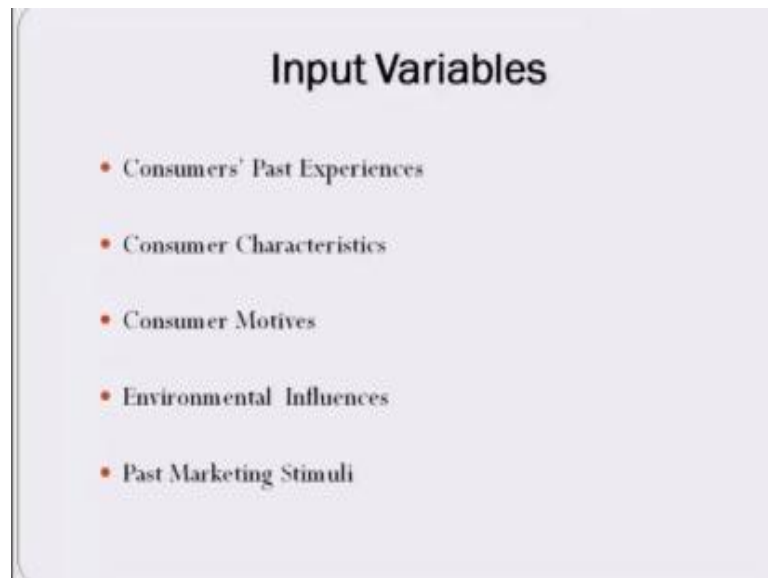 Input Variables
• Consumers' Past Experiences
• Consumer Characteristics
• Consumer Motives
• Environmental Influences
• Past Marketing Stimuli